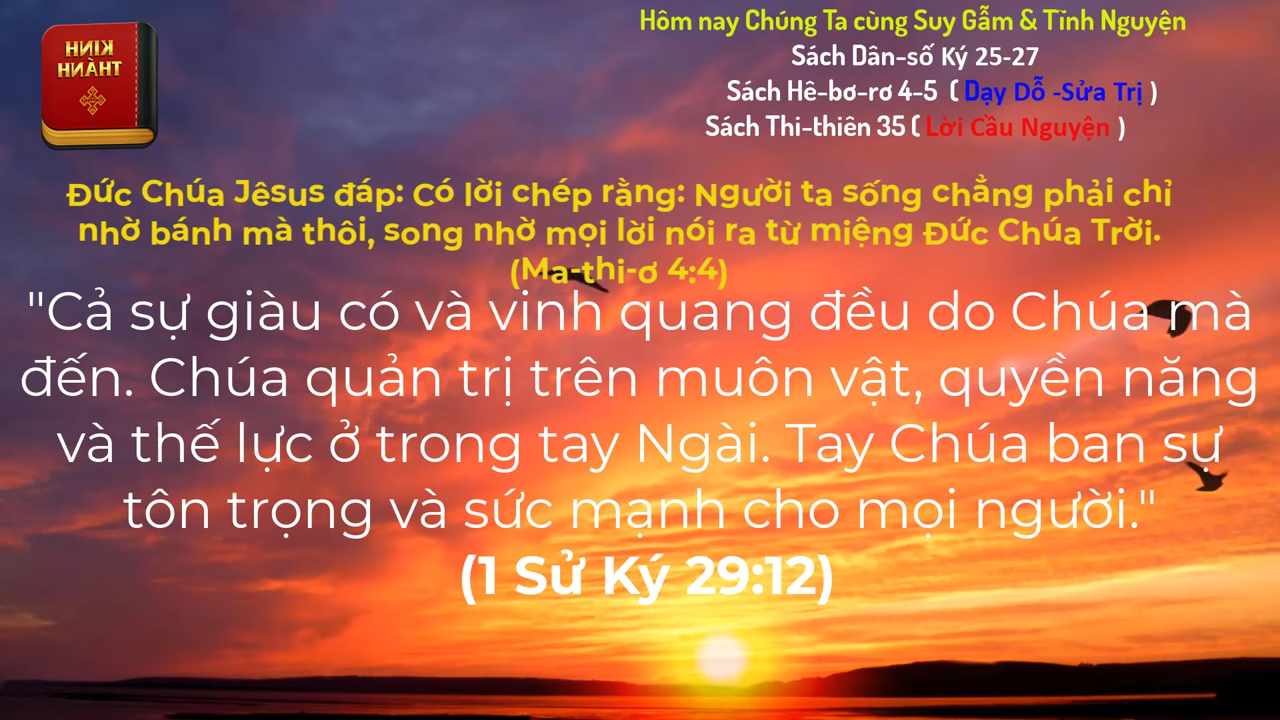 KINH
THÀNH
Hôm nay Chúng Ta cùng Suy Gẫm & Tĩnh Nguyện
Sách Dân-số Ký 25-27
Sách Hê-bơ-rơ 4-5 ( Dạy Dỗ -Sửa Trị )
Sách Thi-thiên 35 ( Lời Cầu Nguyện )
Đức Chúa Jêsus đáp: Có lời chép rằng: Người ta sống chẳng phải chỉ
nhờ bánh mà thôi, song nhờ mọi lời nói ra từ miệng Đức Chúa Trời.
(Ma-thi-ơ 4:4)
"Cả sự giàu có và vinh quang đều do Chúa mà
đến. Chúa quản trị trên muôn vật, quyền năng
và thế lực ở trong tay Ngài. Tay Chúa ban sự
tôn trọng và sức mạnh cho mọi người."
(1 Sử Ký 29:12)